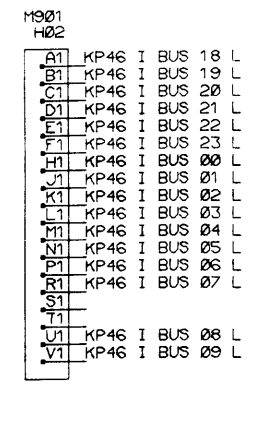 M901
H02
A1 KP46 I BUS 18 L
B1 KP46 I BUS 19 L
C1 KP46 I BUS 20 L
D1 KP46 I BUS 21 L
E1 KP46 I BUS 22 L
F1 KP46 I BUS 23 L
H1 KP46 I BUS 00 L
J1 KP46 I BUS 01 L
K1 KP46 I BUS 02 L
L1 KP46 I BUS 03 L
M1 KP46 I BUS 04 L
N1 KP46 I BUS 05 L
P1 KP46 I BUS 06 L
R1 KP46 I BUS 07 L
S1
T1
U1 KP46 I BUS 08 L
V1 KP46 I BUS 09 L